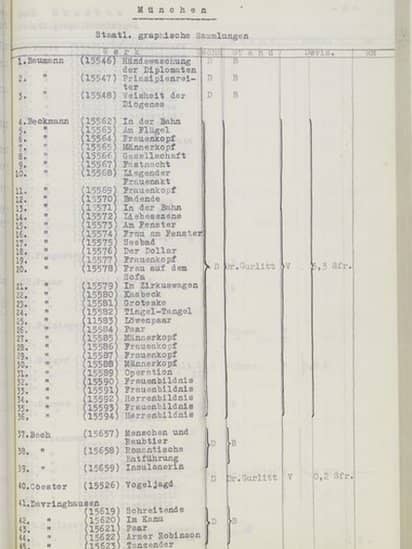 München
Staatl. graphische Sammlungen
Werk Stand Devis. RM
1. Baumann (15546) Händewaschung der Diplomaten D B
2. " (15547) Prinzipienreiter D B
3. " (15548) Weisheit der Diogenes D B
4. Beckmann (15562) In der Bahn
5. " (15563) Am Flügel
6. " (15564) Frauenkopf
7. " (15565) Männerkopf
8. " (15566) Gesellschaft
9. " (15567) Fastnacht
10. " (15568) Liegender Frauenakt
11. " (15569) Frauenkopf
12. " (15570) Badende
13. " (15571) In der Bahn
14. " (15572) Liebesszene
15. " (15573) Am Fenster
16. " (15574) Frau am Fenster
17. " (15575) Seebad
18. " (15576) Der Dollar
19. " (15577) Frauenkopf
20. " (15578) Frau auf dem Sofa D Dr.Gurlitt V 6,3 Sfr.
21. " (15579) In Zirkuswagen
22. " (15580) Kasbeck
23. " (15581) Groteske
24. " (15582) Tingel-Tangel
25. " (15583) Löwenpaar
26. " (15584) Paar
27. " (15585) Männerkopf
28. " (15586) Frauenkopf
29. " (15587) Frauenkopf
30. " (15588) Männerkopf
31. " (15589) Operation
32. " (15590) Frauenbildnis
33. " (15591) Frauenbildnis
34. " (15592) Herrenbildnis
35. " (15593) Frauenbildnis
36. " (15594) Herrenbildnis
37. (15657) Menschen und Raubtier
38. " (15658) Romantische Entführung D B
39. " (15659) Insulanerin
40. Coester (15526) Vogeljagd D Dr.Gurlitt V 0,2 Sfr.
41. Davringhausen
(15619) Schreitende
42. " (15620) Im Kanu D B
43. " (15621) Paar
44. " (15622) Armer Robinson
45. " (15623) Tanzender